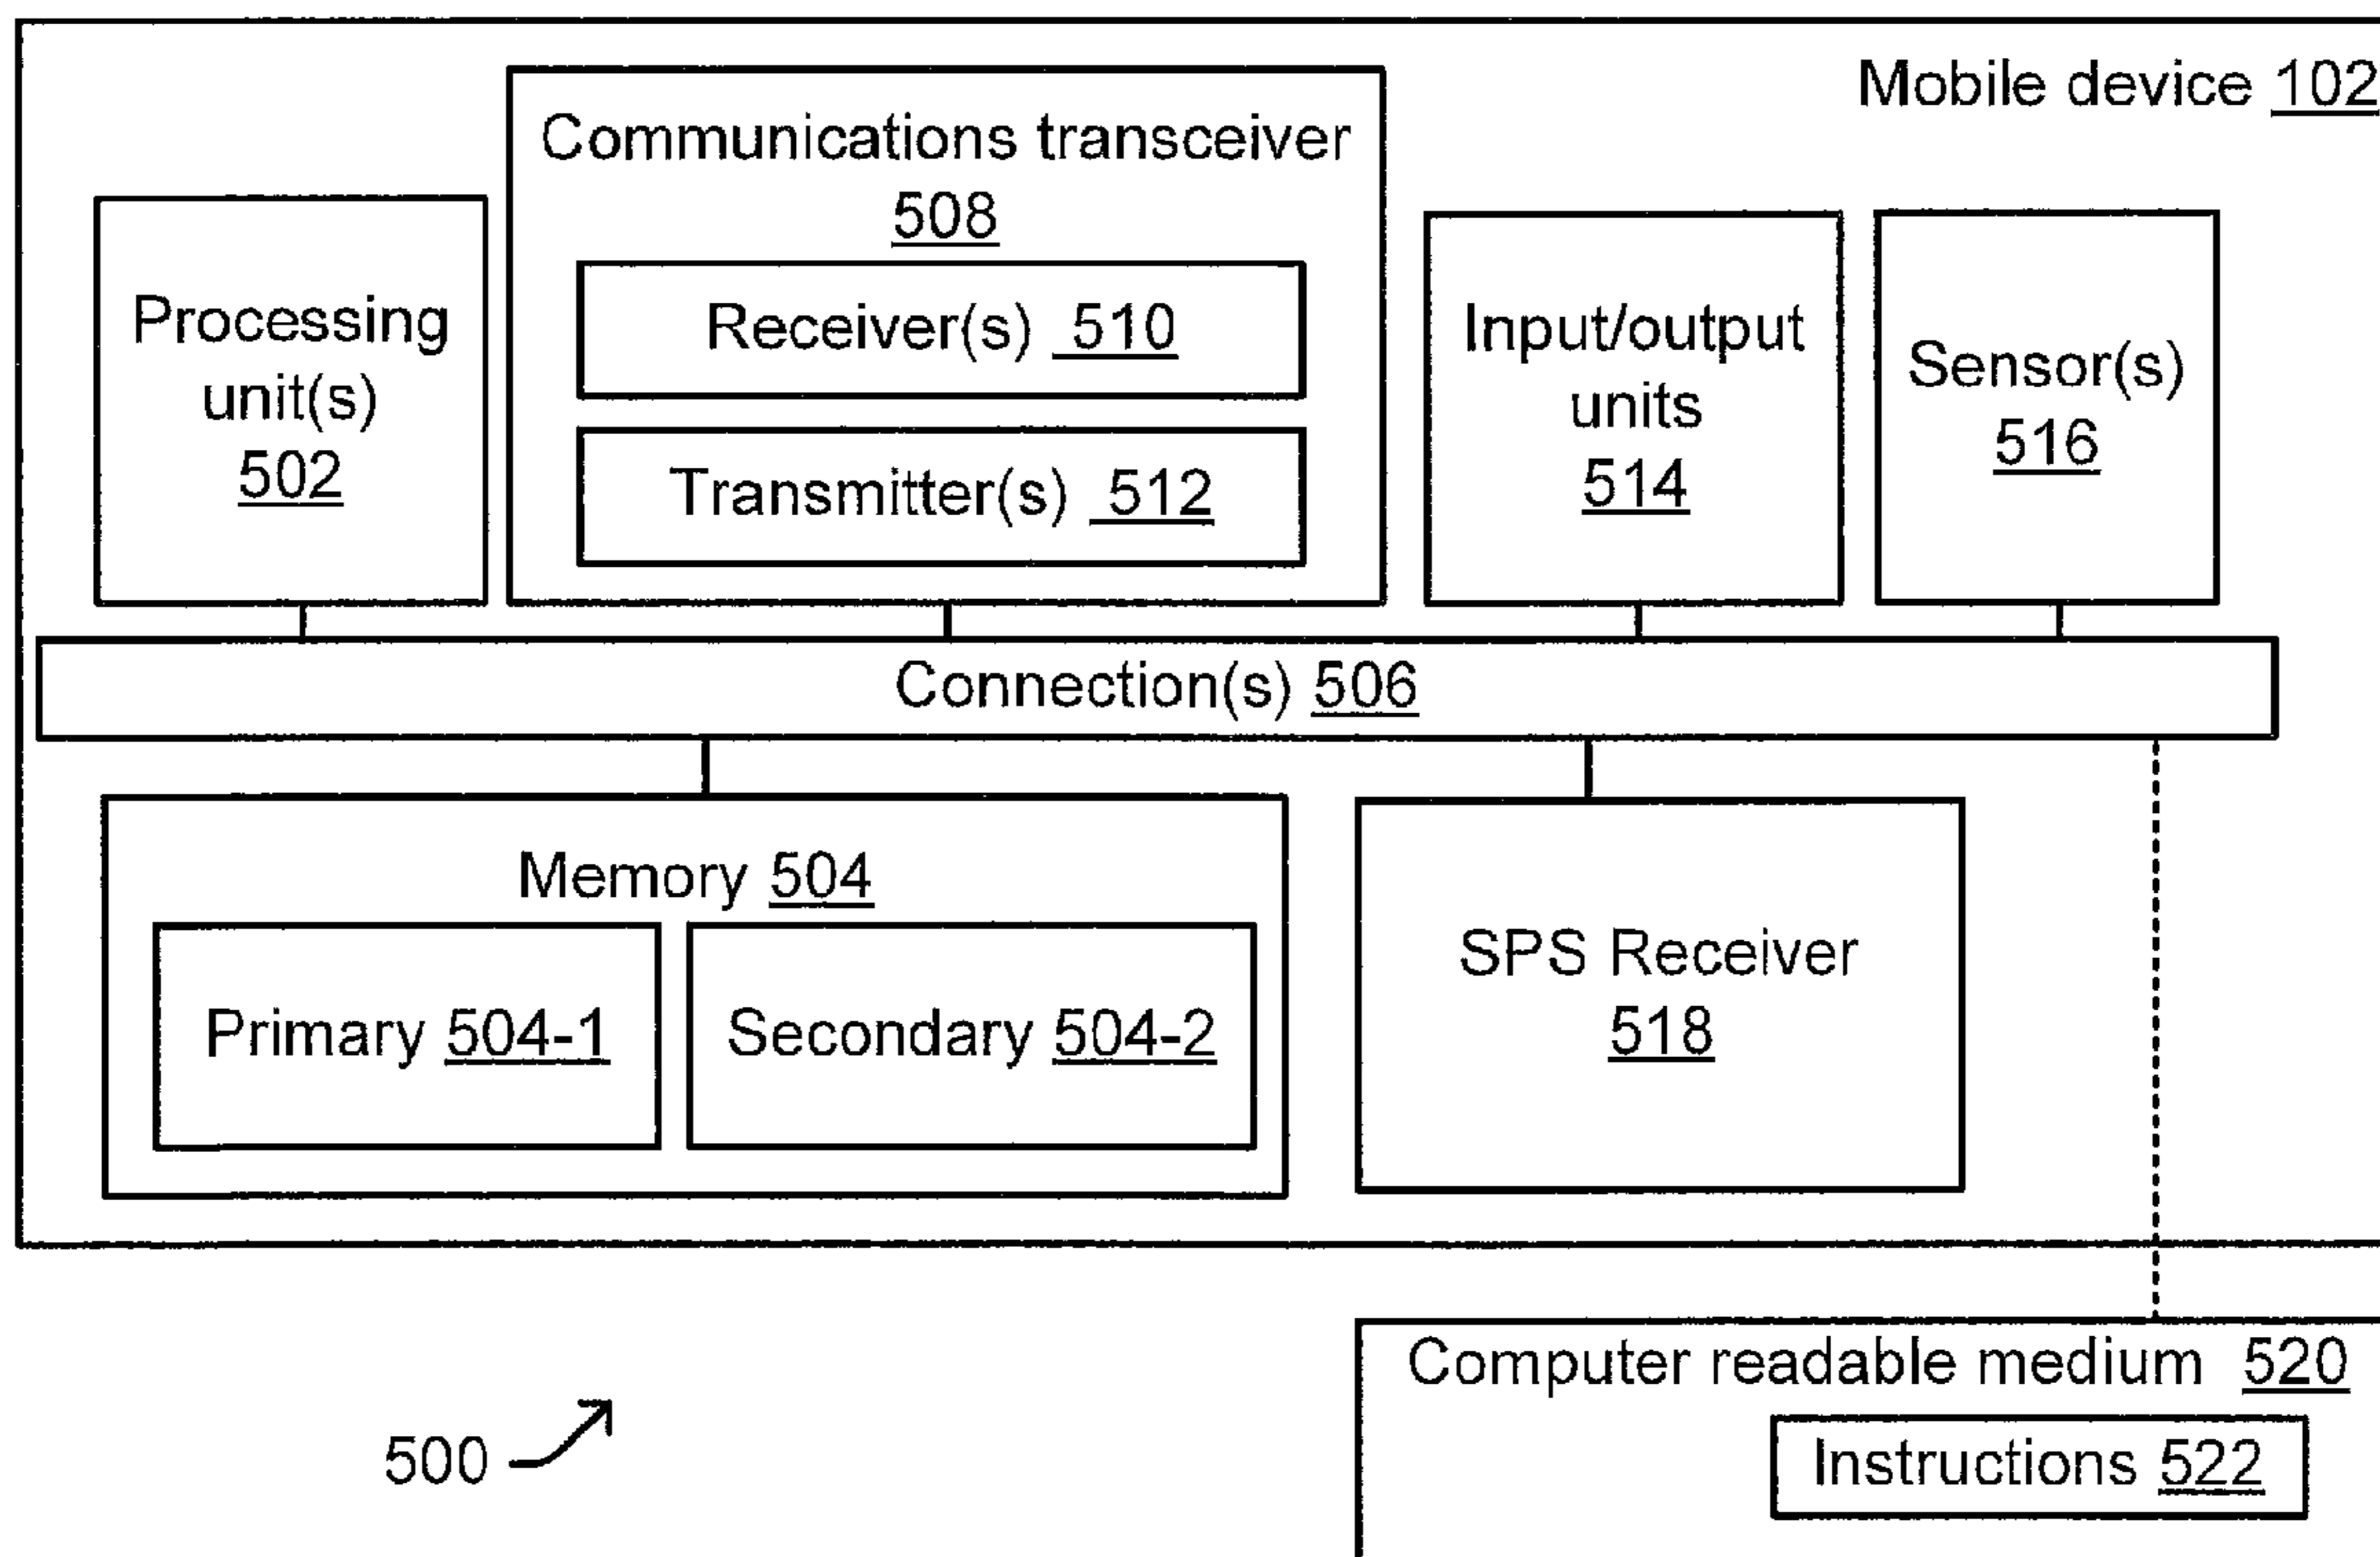 Mobile device 102
Communications transceiver
508
Processing
unit(s)
502
Receiver(s) 510
Transmitter(s) 512
Input/output
units
514
Sensor(s)
516
Connection(s) 506
Memory 504
Primary 504-1
Secondary 504-2
SPS Receiver
518
Computer readable medium 520
Instructions 522
500